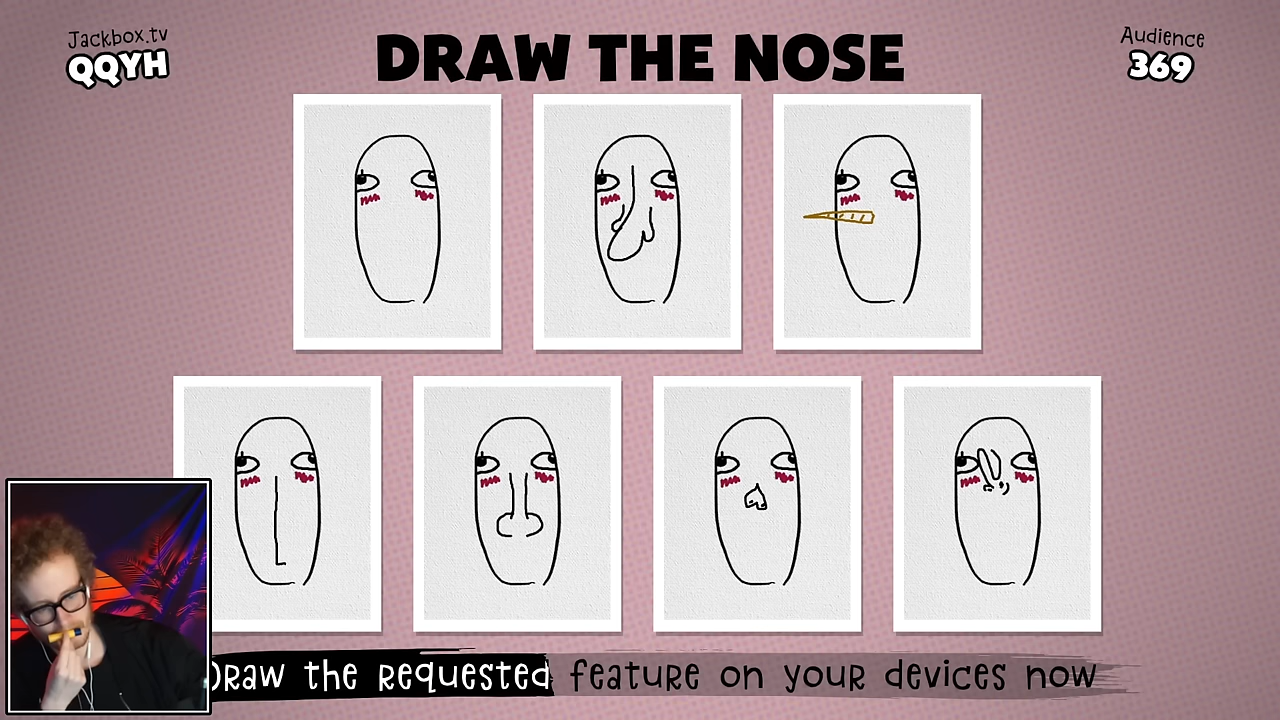 Jackbox.tv
QQYH
DRAW THE NOSE
Audience
369
Draw the requested feature on your devices now